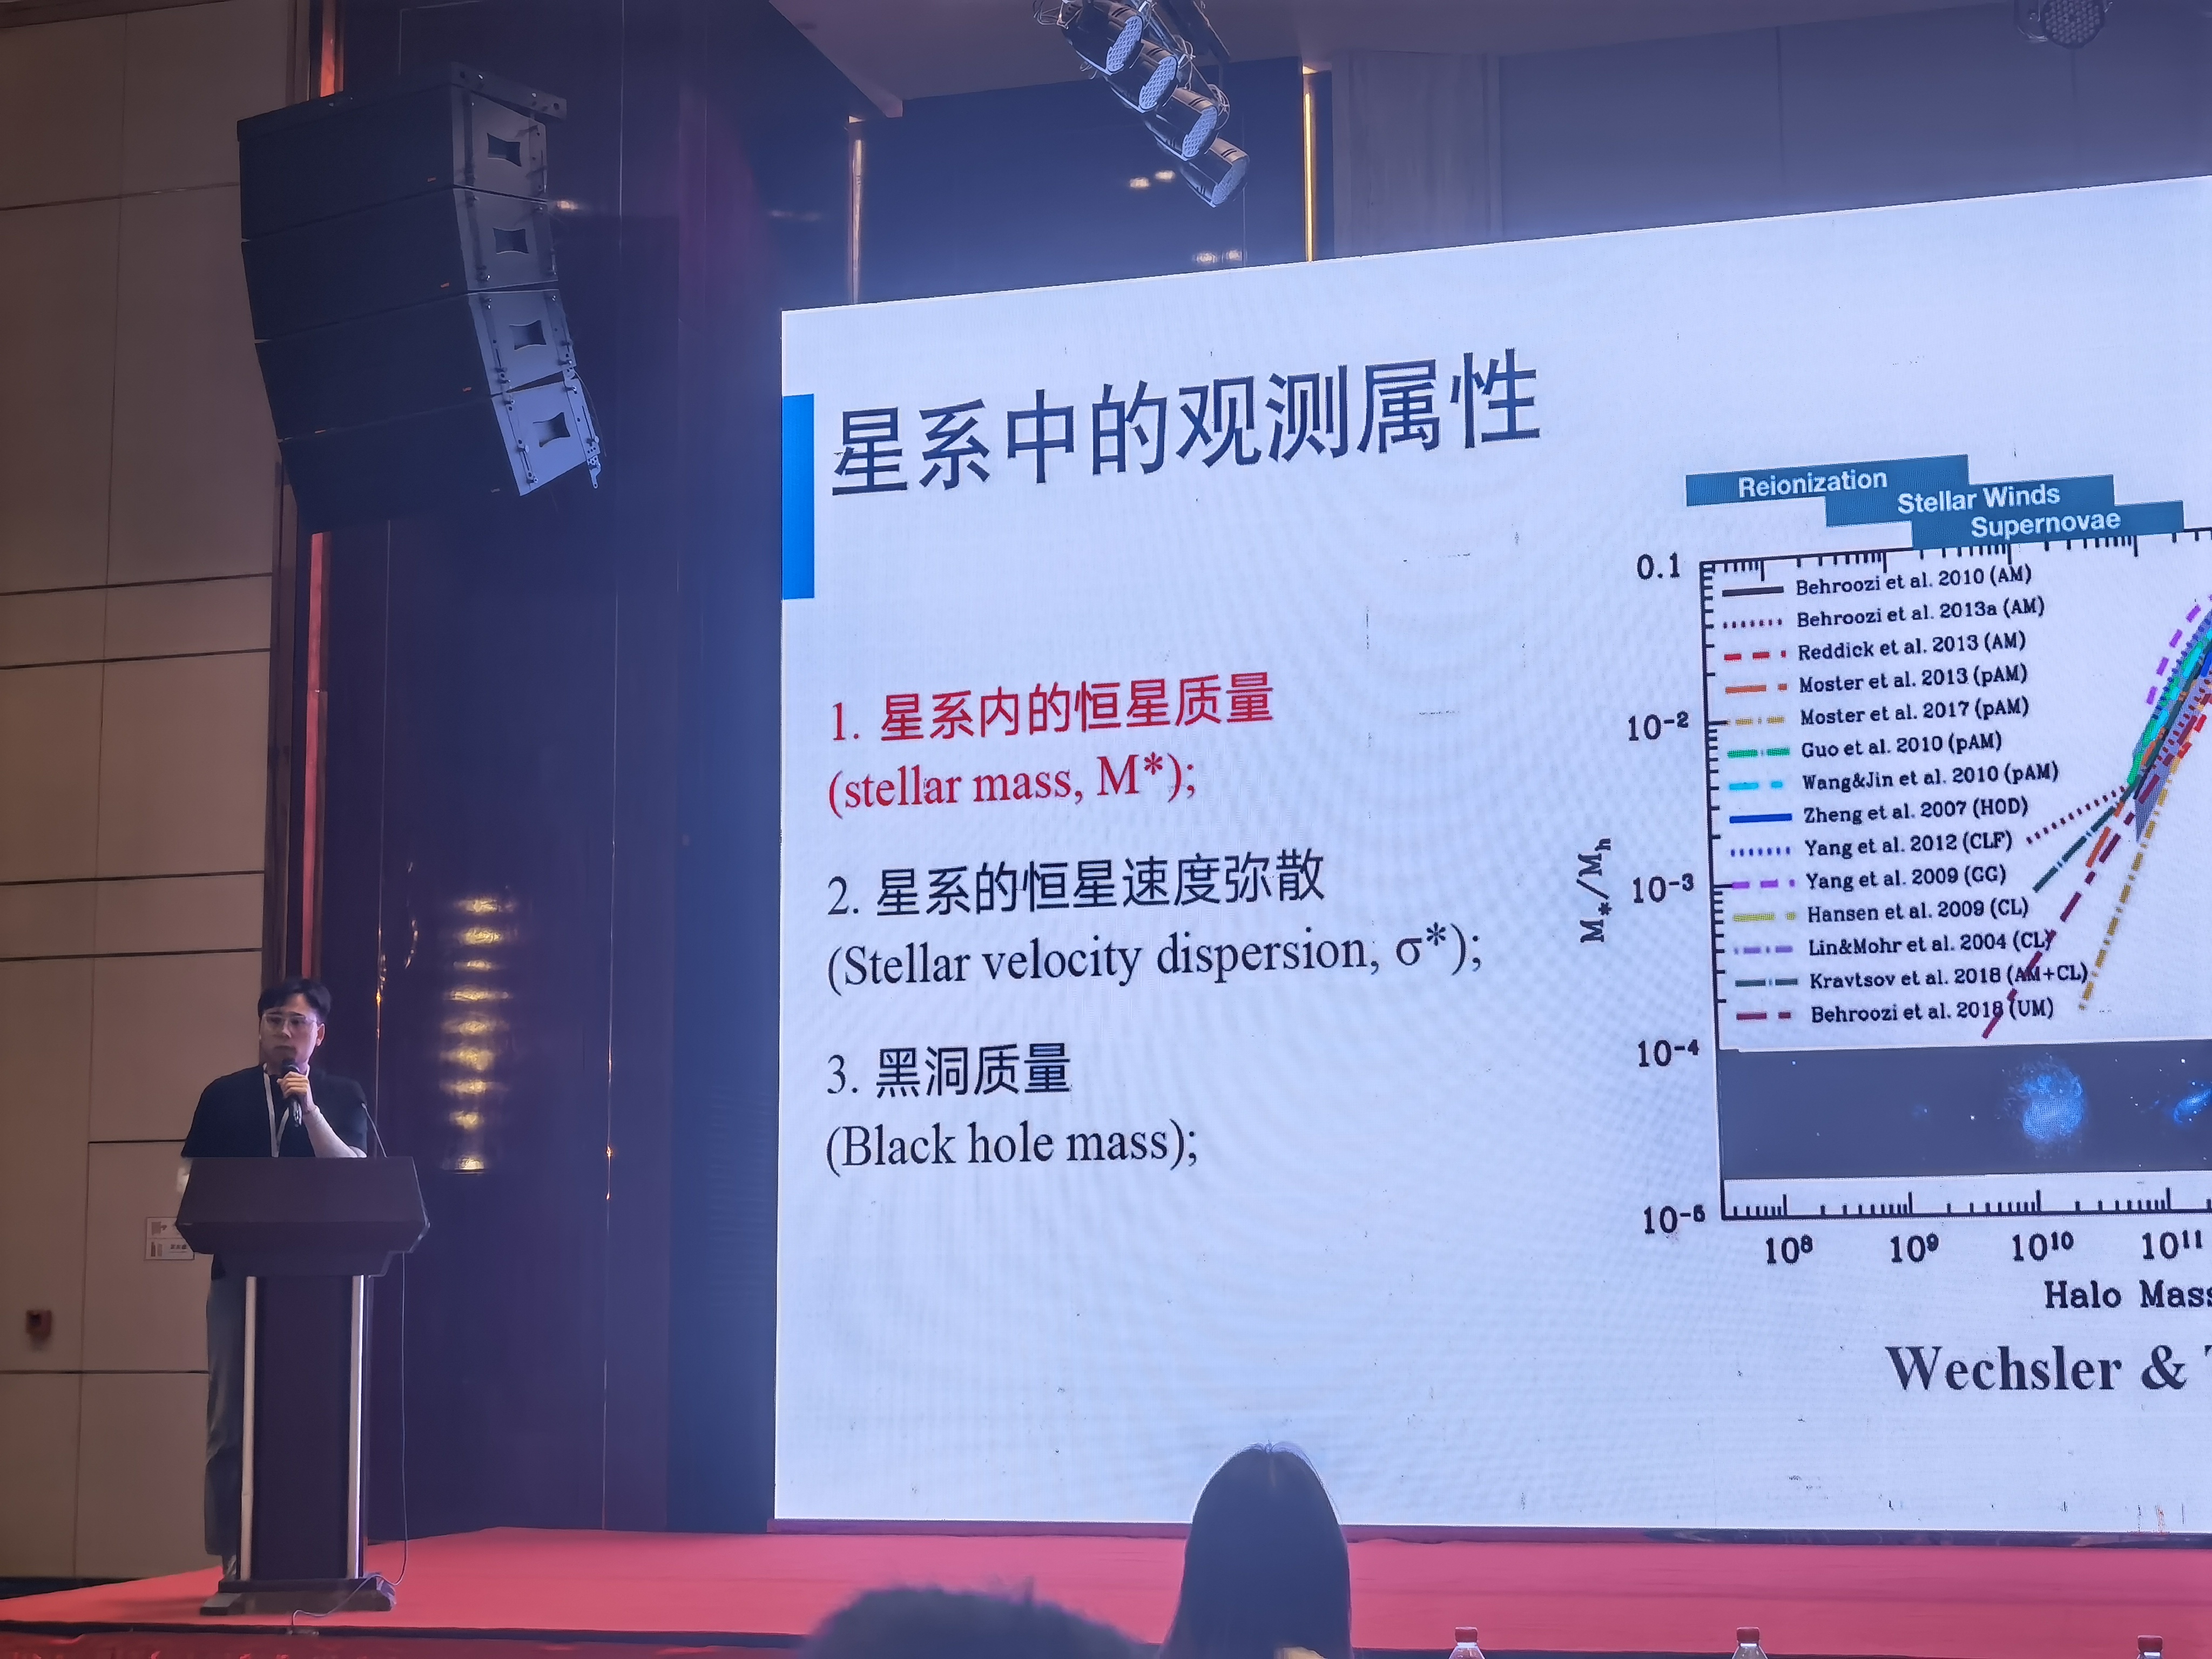 星系中的观测属性
1. 星系内的恒星质量
(stellar mass, M*);
2. 星系的恒星速度弥散
(Stellar velocity dispersion, σ*);
3. 黑洞质量
(Black hole mass);
Reionization
Stellar Winds
Supernovae
0.1
10⁻²
10⁻³
10⁻⁴
10⁻⁵
M*/Mh
Behroozi et al. 2010 (AM)
Behroozi et al. 2013a (AM)
Reddick et al. 2013 (AM)
Moster et al. 2013 (pAM)
Moster et al. 2017 (pAM)
Guo et al. 2010 (pAM)
Wang&Jin et al. 2010 (pAM)
Zheng et al. 2007 (HOD)
Yang et al. 2012 (CLF)
Yang et al. 2009 (GG)
Hansen et al. 2009 (CL)
Lin&Mohr et al. 2004 (CL)
Kravtsov et al. 2018 (AM+CL)
Behroozi et al. 2018 (UM)
10⁸ 10⁹ 10¹⁰ 10¹¹
Halo Mass
Wechsler &